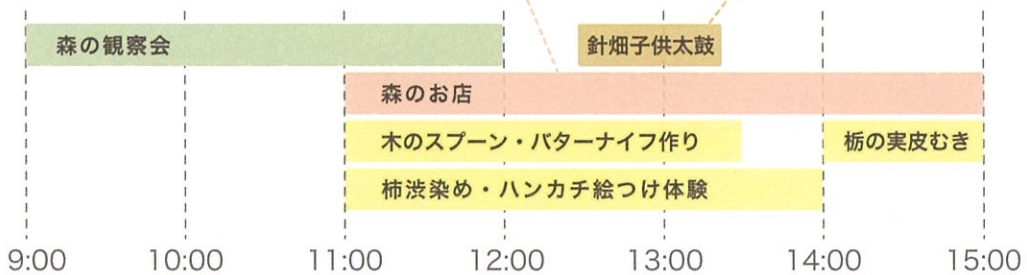 森の観察会
針畑子供太鼓
森のお店
木のスプーン・バターナイフ作り
栃の実皮むき
柿渋染め・ハンカチ絵つけ体験
9:00 10:00 11:00 12:00 13:00 14:00 15:00